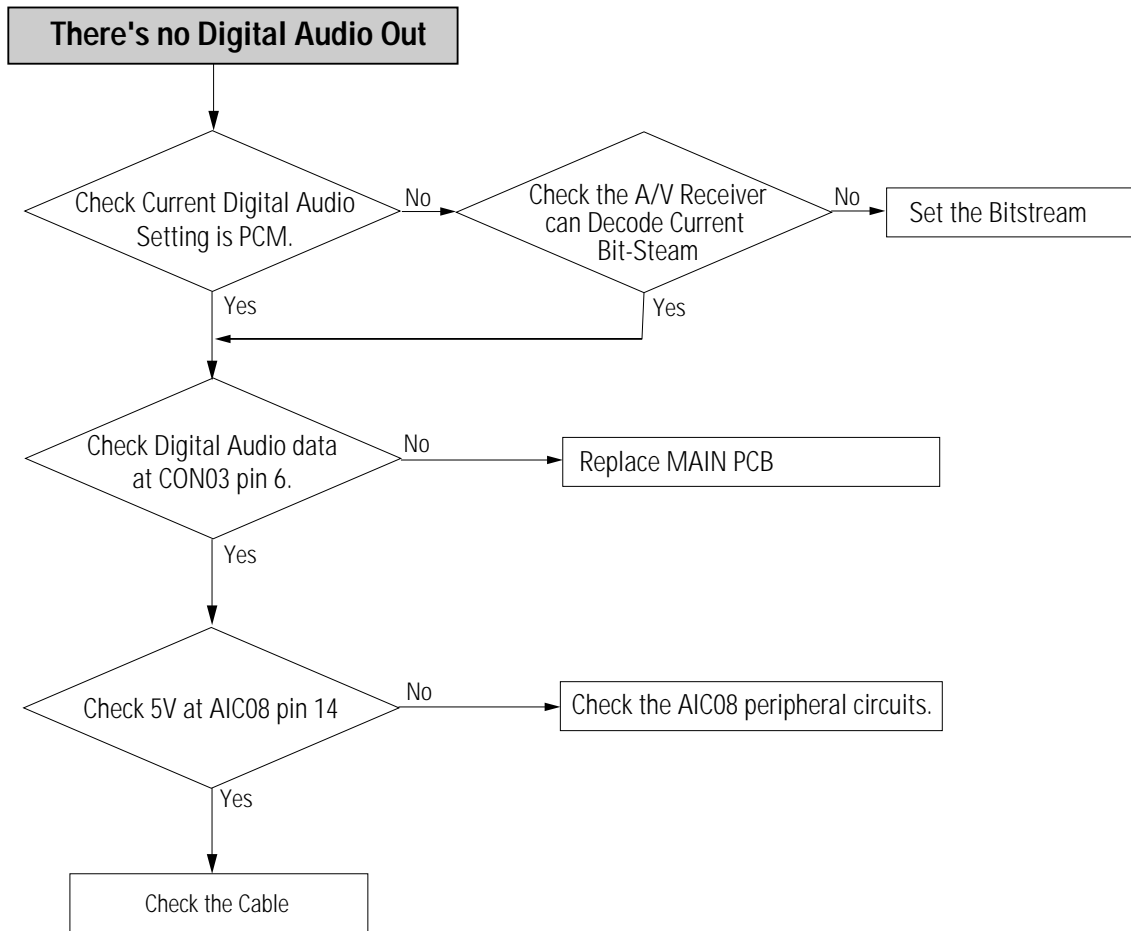 There's no Digital Audio Out
Check Current Digital Audio
Setting is PCM.
No
Check the A/V Receiver
can Decode Current
Bit-Steam
No
Set the Bitstream
Yes
Yes
Check Digital Audio data
at CON03 pin 6.
No
Replace MAIN PCB
Yes
Check 5V at AIC08 pin 14
No
Check the AIC08 peripheral circuits.
Yes
Check the Cable